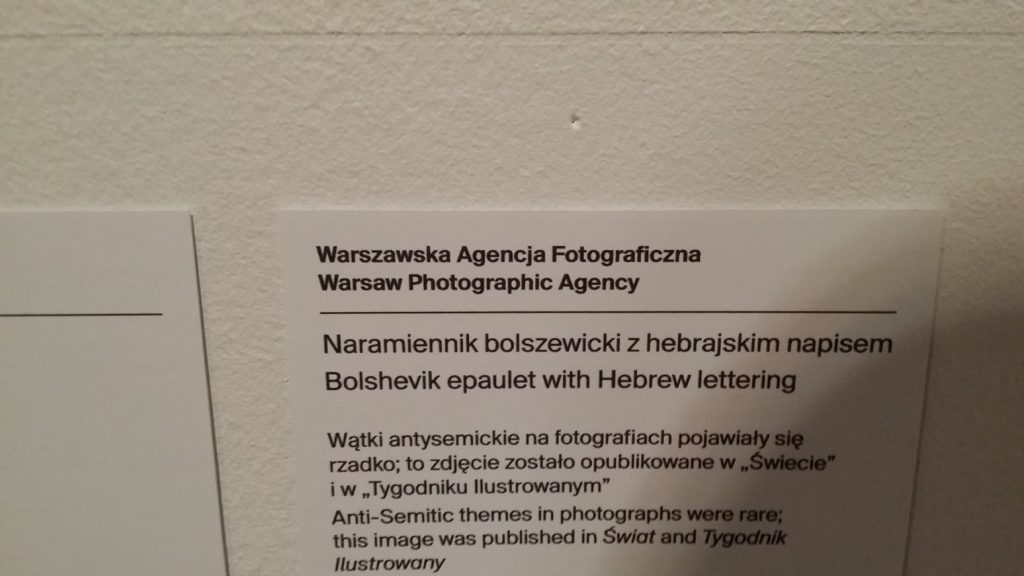 Warszawska Agencja Fotograficzna
Warsaw Photographic Agency
Naramiennik bolszewicki z hebrajskim napisem
Bolshevik epaulet with Hebrew lettering
Wątki antysemickie na fotografiach pojawiały się
rzadko; to zdjęcie zostało opublikowane w „Świecie”
i w „Tygodniku Ilustrowanym”
Anti-Semitic themes in photographs were rare;
this image was published in Świat and Tygodnik
Ilustrowany